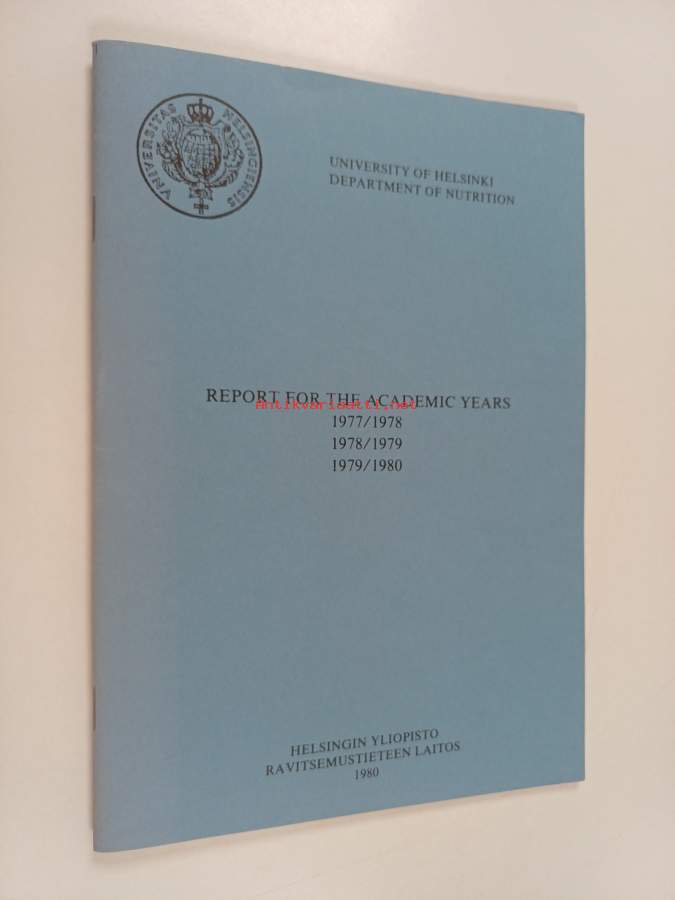 VNIVERSITAS HELSINGIENSIS
UNIVERSITY OF HELSINKI
DEPARTMENT OF NUTRITION
REPORT FOR THE ACADEMIC YEARS
Antikvariaatti.net
1977/1978
1978/1979
1979/1980
HELSINGIN YLIOPISTO
RAVITSEMUSTIETEEN LAITOS
1980